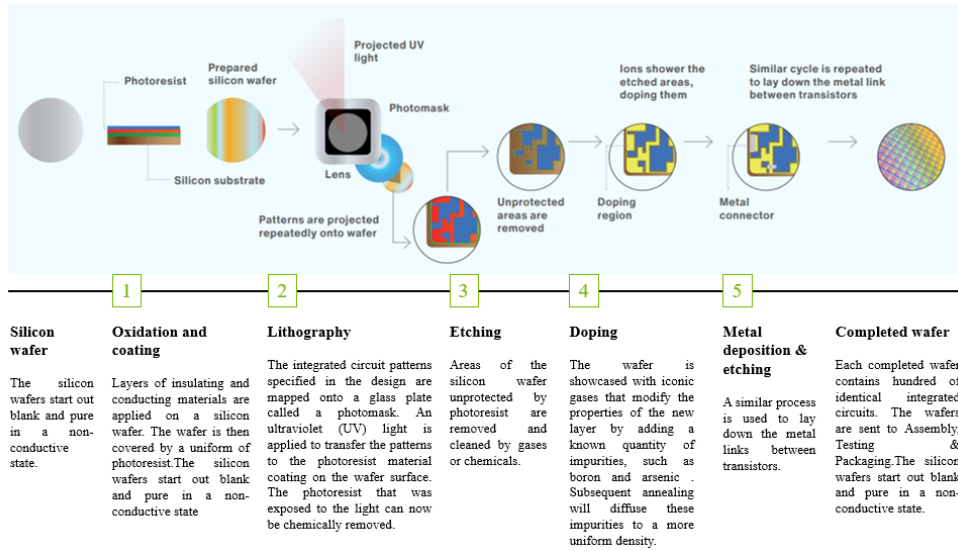 Projected UV
light
Prepared
silicon wafer
Photoresist
Photomask
Ions shower the
etched areas,
doping them
Similar cycle is repeated
to lay down the metal link
between transistors
Silicon substrate
Lens
Patterns are projected
repeatedly onto wafer
Unprotected
areas are
removed
Doping
region
Metal
connector
1
2
3
4
5
Silicon
wafer
The silicon
wafers start out
blank and pure
in a non-
conductive
state.
Oxidation and
coating
Layers of insulating and
conducting materials are
applied on a silicon
wafer. The wafer is then
covered by a uniform of
photoresist.The silicon
wafers start out blank
and pure in a non-
conductive state
Lithography
The integrated circuit patterns
specified in the design are
mapped onto a glass plate
called a photomask. An
ultraviolet (UV) light is
applied to transfer the patterns
to the photoresist material
coating on the wafer surface.
The photoresist that was
exposed to the light can now
be chemically removed.
Etching
Areas of the
silicon wafer
unprotected by
photoresist are
removed and
cleaned by gases
or chemicals.
Doping
The wafer is
showcased with iconic
gases that modify the
properties of the new
layer by adding a
known quantity of
impurities, such as
boron and arsenic .
Subsequent annealing
will diffuse these
impurities to a more
uniform density.
Metal
deposition &
etching
A similar process
is used to lay
down the metal
links between
transistors.
Completed wafer
Each completed wafer
contains hundred of
identical integrated
circuits. The wafers
are sent to Assembly,
Testing &
Packaging.The silicon
wafers start out blank
and pure in a non-
conductive state.